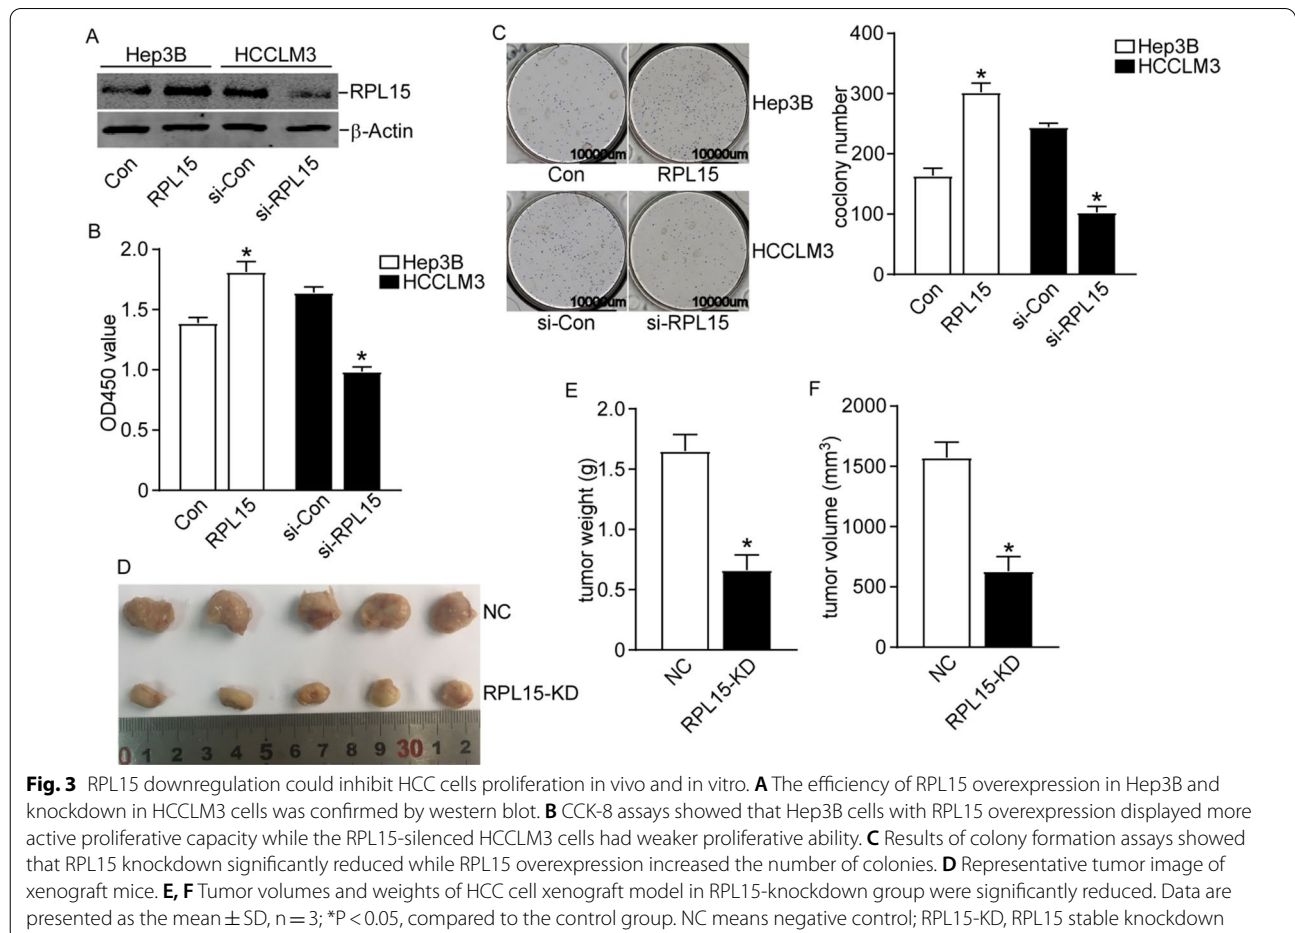 A
Hep3B HCCLM3
RPL15
β-Actin
Con RPL15 si-Con si-RPL15
B
2.0
1.5
1.0
0.5
0
OD450 value
*
*
Hep3B
HCCLM3
Con RPL15 si-Con si-RPL15
C
10000um 10000um
Hep3B
Con RPL15
10000um 10000um
HCCLM3
si-Con si-RPL15
400
300
200
100
0
coclony number
*
*
Hep3B
HCCLM3
Con RPL15 si-Con si-RPL15
D
NC
RPL15-KD
0 1 2 3 4 5 6 7 8 9 30 1 2
E
2.0
1.5
1.0
0.5
0
tumor weight (g)
*
NC RPL15-KD
F
2000
1500
1000
500
0
tumor volume (mm³)
*
NC RPL15-KD
Fig. 3 RPL15 downregulation could inhibit HCC cells proliferation in vivo and in vitro. A The efficiency of RPL15 overexpression in Hep3B and
knockdown in HCCLM3 cells was confirmed by western blot. B CCK-8 assays showed that Hep3B cells with RPL15 overexpression displayed more
active proliferative capacity while the RPL15-silenced HCCLM3 cells had weaker proliferative ability. C Results of colony formation assays showed
that RPL15 knockdown significantly reduced while RPL15 overexpression increased the number of colonies. D Representative tumor image of
xenograft mice. E, F Tumor volumes and weights of HCC cell xenograft model in RPL15-knockdown group were significantly reduced. Data are
presented as the mean ± SD, n = 3; *P < 0.05, compared to the control group. NC means negative control; RPL15-KD, RPL15 stable knockdown